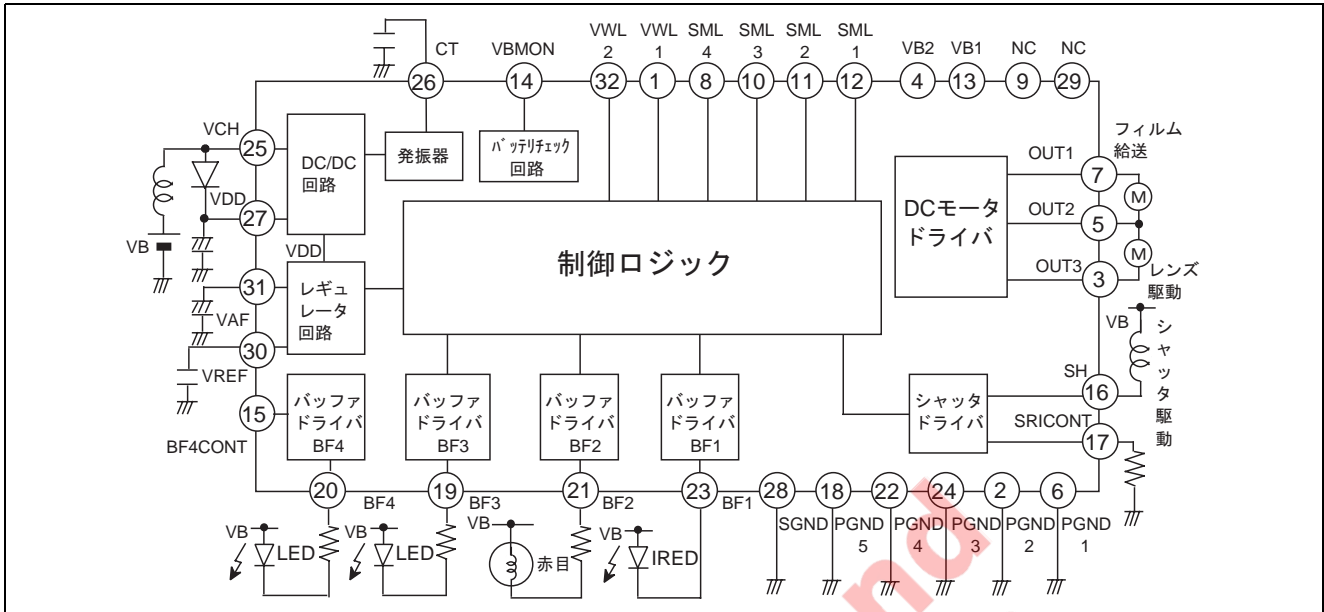 CT
VBMON
VWL
2
VWL
1
SML
4
SML
3
SML
2
SML
1
VB2
VB1
NC
NC
26
14
32
1
8
10
11
12
4
13
9
29
VCH
25
DC/DC
回路
発振器
バッテリチェック
回路
VDD
27
VB
VDD
31
VAF
レギュ
レータ
回路
30
VREF
制御ロジック
DCモータ
ドライバ
フィルム
給送
OUT1
7
M
OUT2
5
M
OUT3
3
レンズ
駆動
VB
シャッタ駆動
SH
16
シャッタ
ドライバ
SRICONT
17
15
BF4CONT
バッファ
ドライバ
BF4
バッファ
ドライバ
BF3
バッファ
ドライバ
BF2
バッファ
ドライバ
BF1
20
BF4
19
BF3
21
BF2
23
BF1
28
18
22
24
2
6
SGND
PGND
5
PGND
4
PGND
3
PGND
2
PGND
1
VB
LED
VB
LED
VB
赤目
VB
IRED